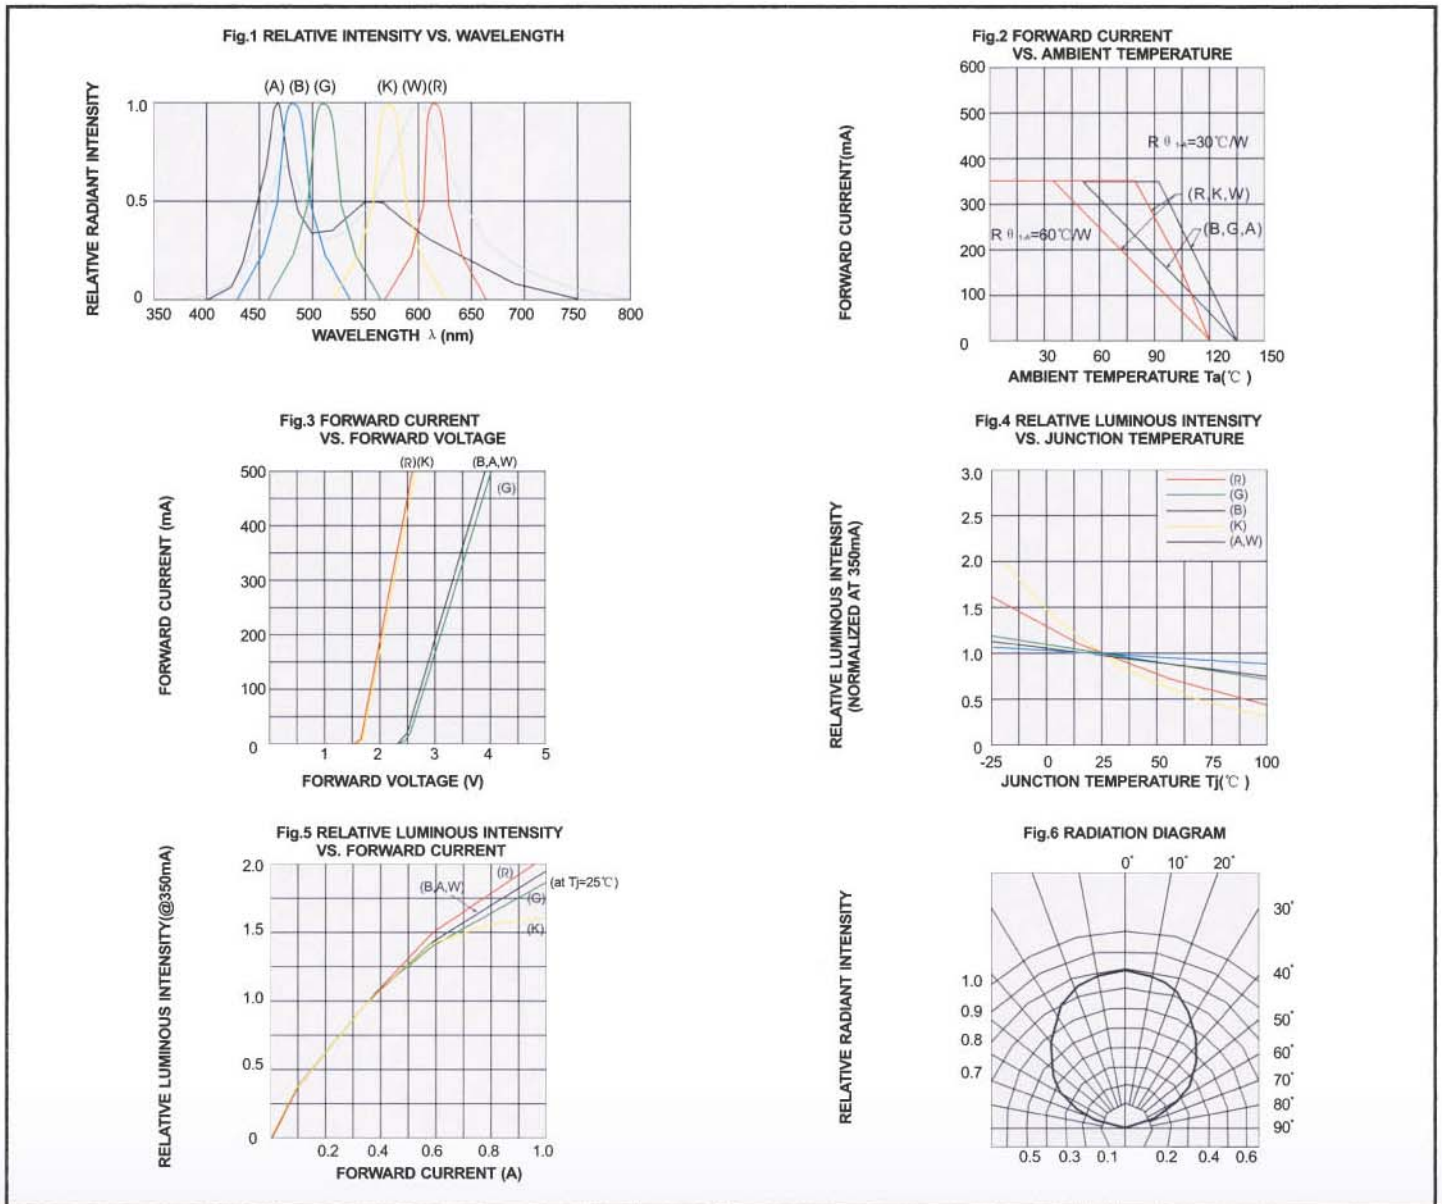 Fig.1 RELATIVE INTENSITY VS. WAVELENGTH
(A) (B) (G) (K) (W)(R)
RELATIVE RADIANT INTENSITY
1.0
0.5
0
350 400 450 500 550 600 650 700 750 800
WAVELENGTH λ (nm)
Fig.2 FORWARD CURRENT
VS. AMBIENT TEMPERATURE
FORWARD CURRENT(mA)
600
500
400
300
200
100
0
R θ =30℃/W
(R,K,W)
(B,G,A)
R θ =60℃/W
30 60 90 120 150
AMBIENT TEMPERATURE Ta(℃ )
Fig.3 FORWARD CURRENT
VS. FORWARD VOLTAGE
(R)(K) (B,A,W)
(G)
FORWARD CURRENT (mA)
500
400
300
200
100
0
1 2 3 4 5
FORWARD VOLTAGE (V)
Fig.4 RELATIVE LUMINOUS INTENSITY
VS. JUNCTION TEMPERATURE
RELATIVE LUMINOUS INTENSITY
(NORMALIZED AT 350mA)
3.0
2.5
2.0
1.5
1.0
0.5
0
(R)
(G)
(B)
(K)
(A,W)
-25 0 25 50 75 100
JUNCTION TEMPERATURE Tj(℃ )
Fig.5 RELATIVE LUMINOUS INTENSITY
VS. FORWARD CURRENT
RELATIVE LUMINOUS INTENSITY(@350mA)
2.0
1.5
1.0
0.5
0
(R)
(B,A,W)
(at Tj=25℃)
(G)
(K)
0.2 0.4 0.6 0.8 1.0
FORWARD CURRENT (A)
Fig.6 RADIATION DIAGRAM
RELATIVE RADIANT INTENSITY
0° 10° 20°
30°
40°
50°
60°
70°
80°
90°
1.0
0.9
0.8
0.7
0.5 0.3 0.1 0.2 0.4 0.6